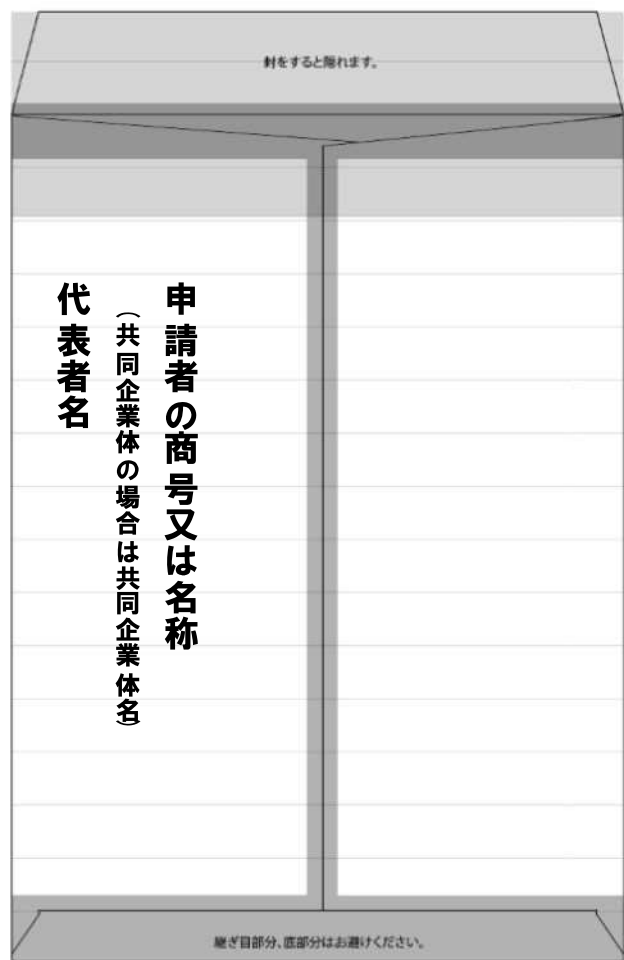 封をすると隠れます。
申請者の商号又は名称
（共同企業体の場合は共同企業体名）
代表者名
継ぎ目部分、底部分はお避けください。